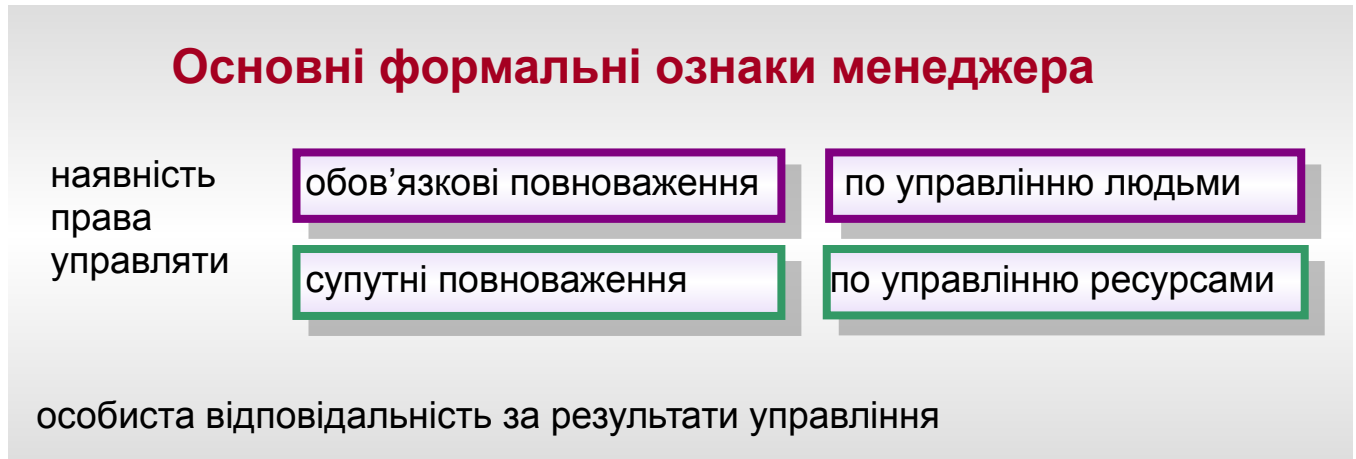 Основні формальні ознаки менеджера
наявність
права
управляти
обов’язкові повноваження
по управлінню людьми
супутні повноваження
по управлінню ресурсами
особиста відповідальність за результати управління